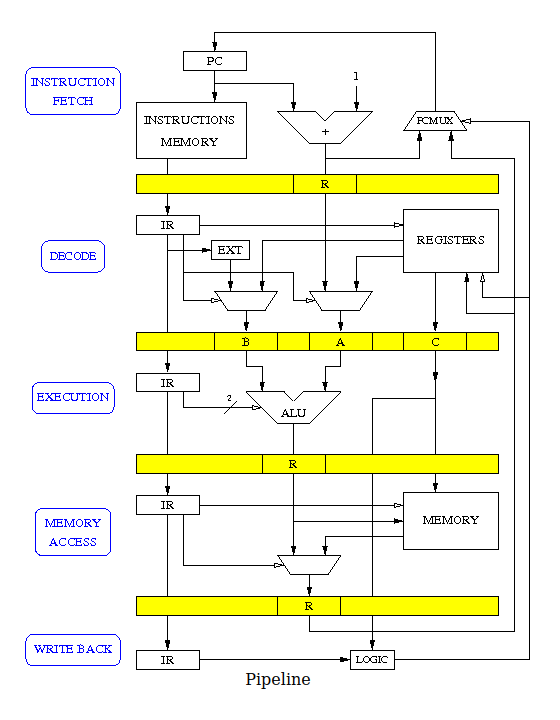 PC
1
INSTRUCTION
FETCH
INSTRUCTIONS
MEMORY
+
PCMUX
R
IR
REGISTERS
EXT
DECODE
B
A
C
IR
EXECUTION
2
ALU
R
IR
MEMORY
ACCESS
MEMORY
R
WRITE BACK
IR
LOGIC
Pipeline